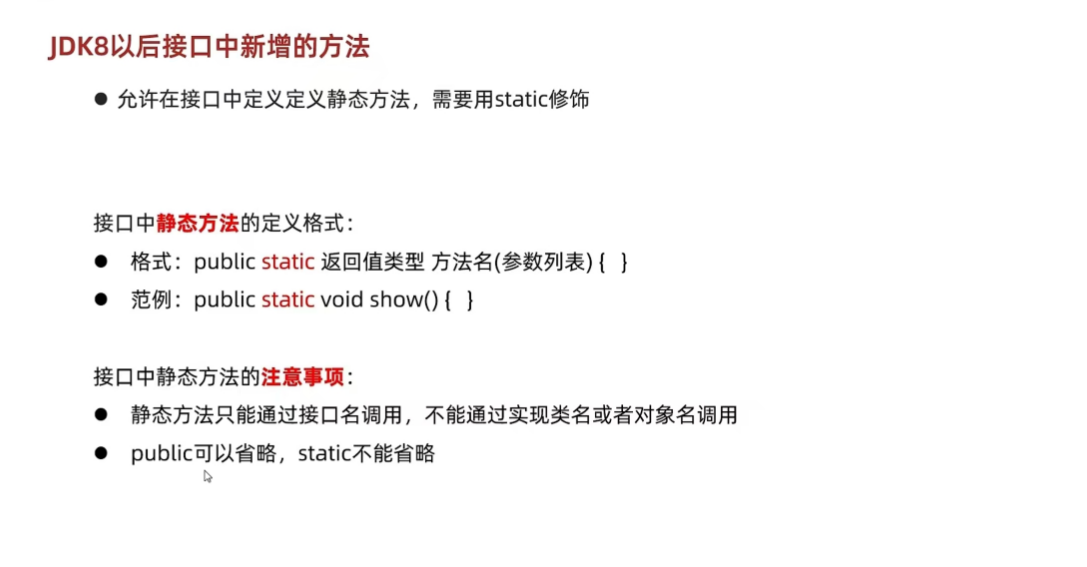 JDK8以后接口中新增的方法
● 允许在接口中定义定义静态方法，需要用static修饰
接口中静态方法的定义格式：
● 格式：public static 返回值类型 方法名(参数列表) { }
● 范例：public static void show() { }
接口中静态方法的注意事项：
● 静态方法只能通过接口名调用，不能通过实现类名或者对象名调用
● public可以省略，static不能省略